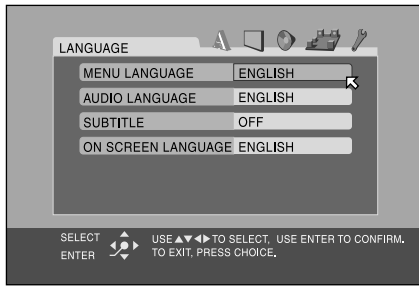 LANGUAGE
MENU LANGUAGE ENGLISH
AUDIO LANGUAGE ENGLISH
SUBTITLE OFF
ON SCREEN LANGUAGE ENGLISH
SELECT USE ▲▼◀▶ TO SELECT, USE ENTER TO CONFIRM.
ENTER TO EXIT, PRESS CHOICE.